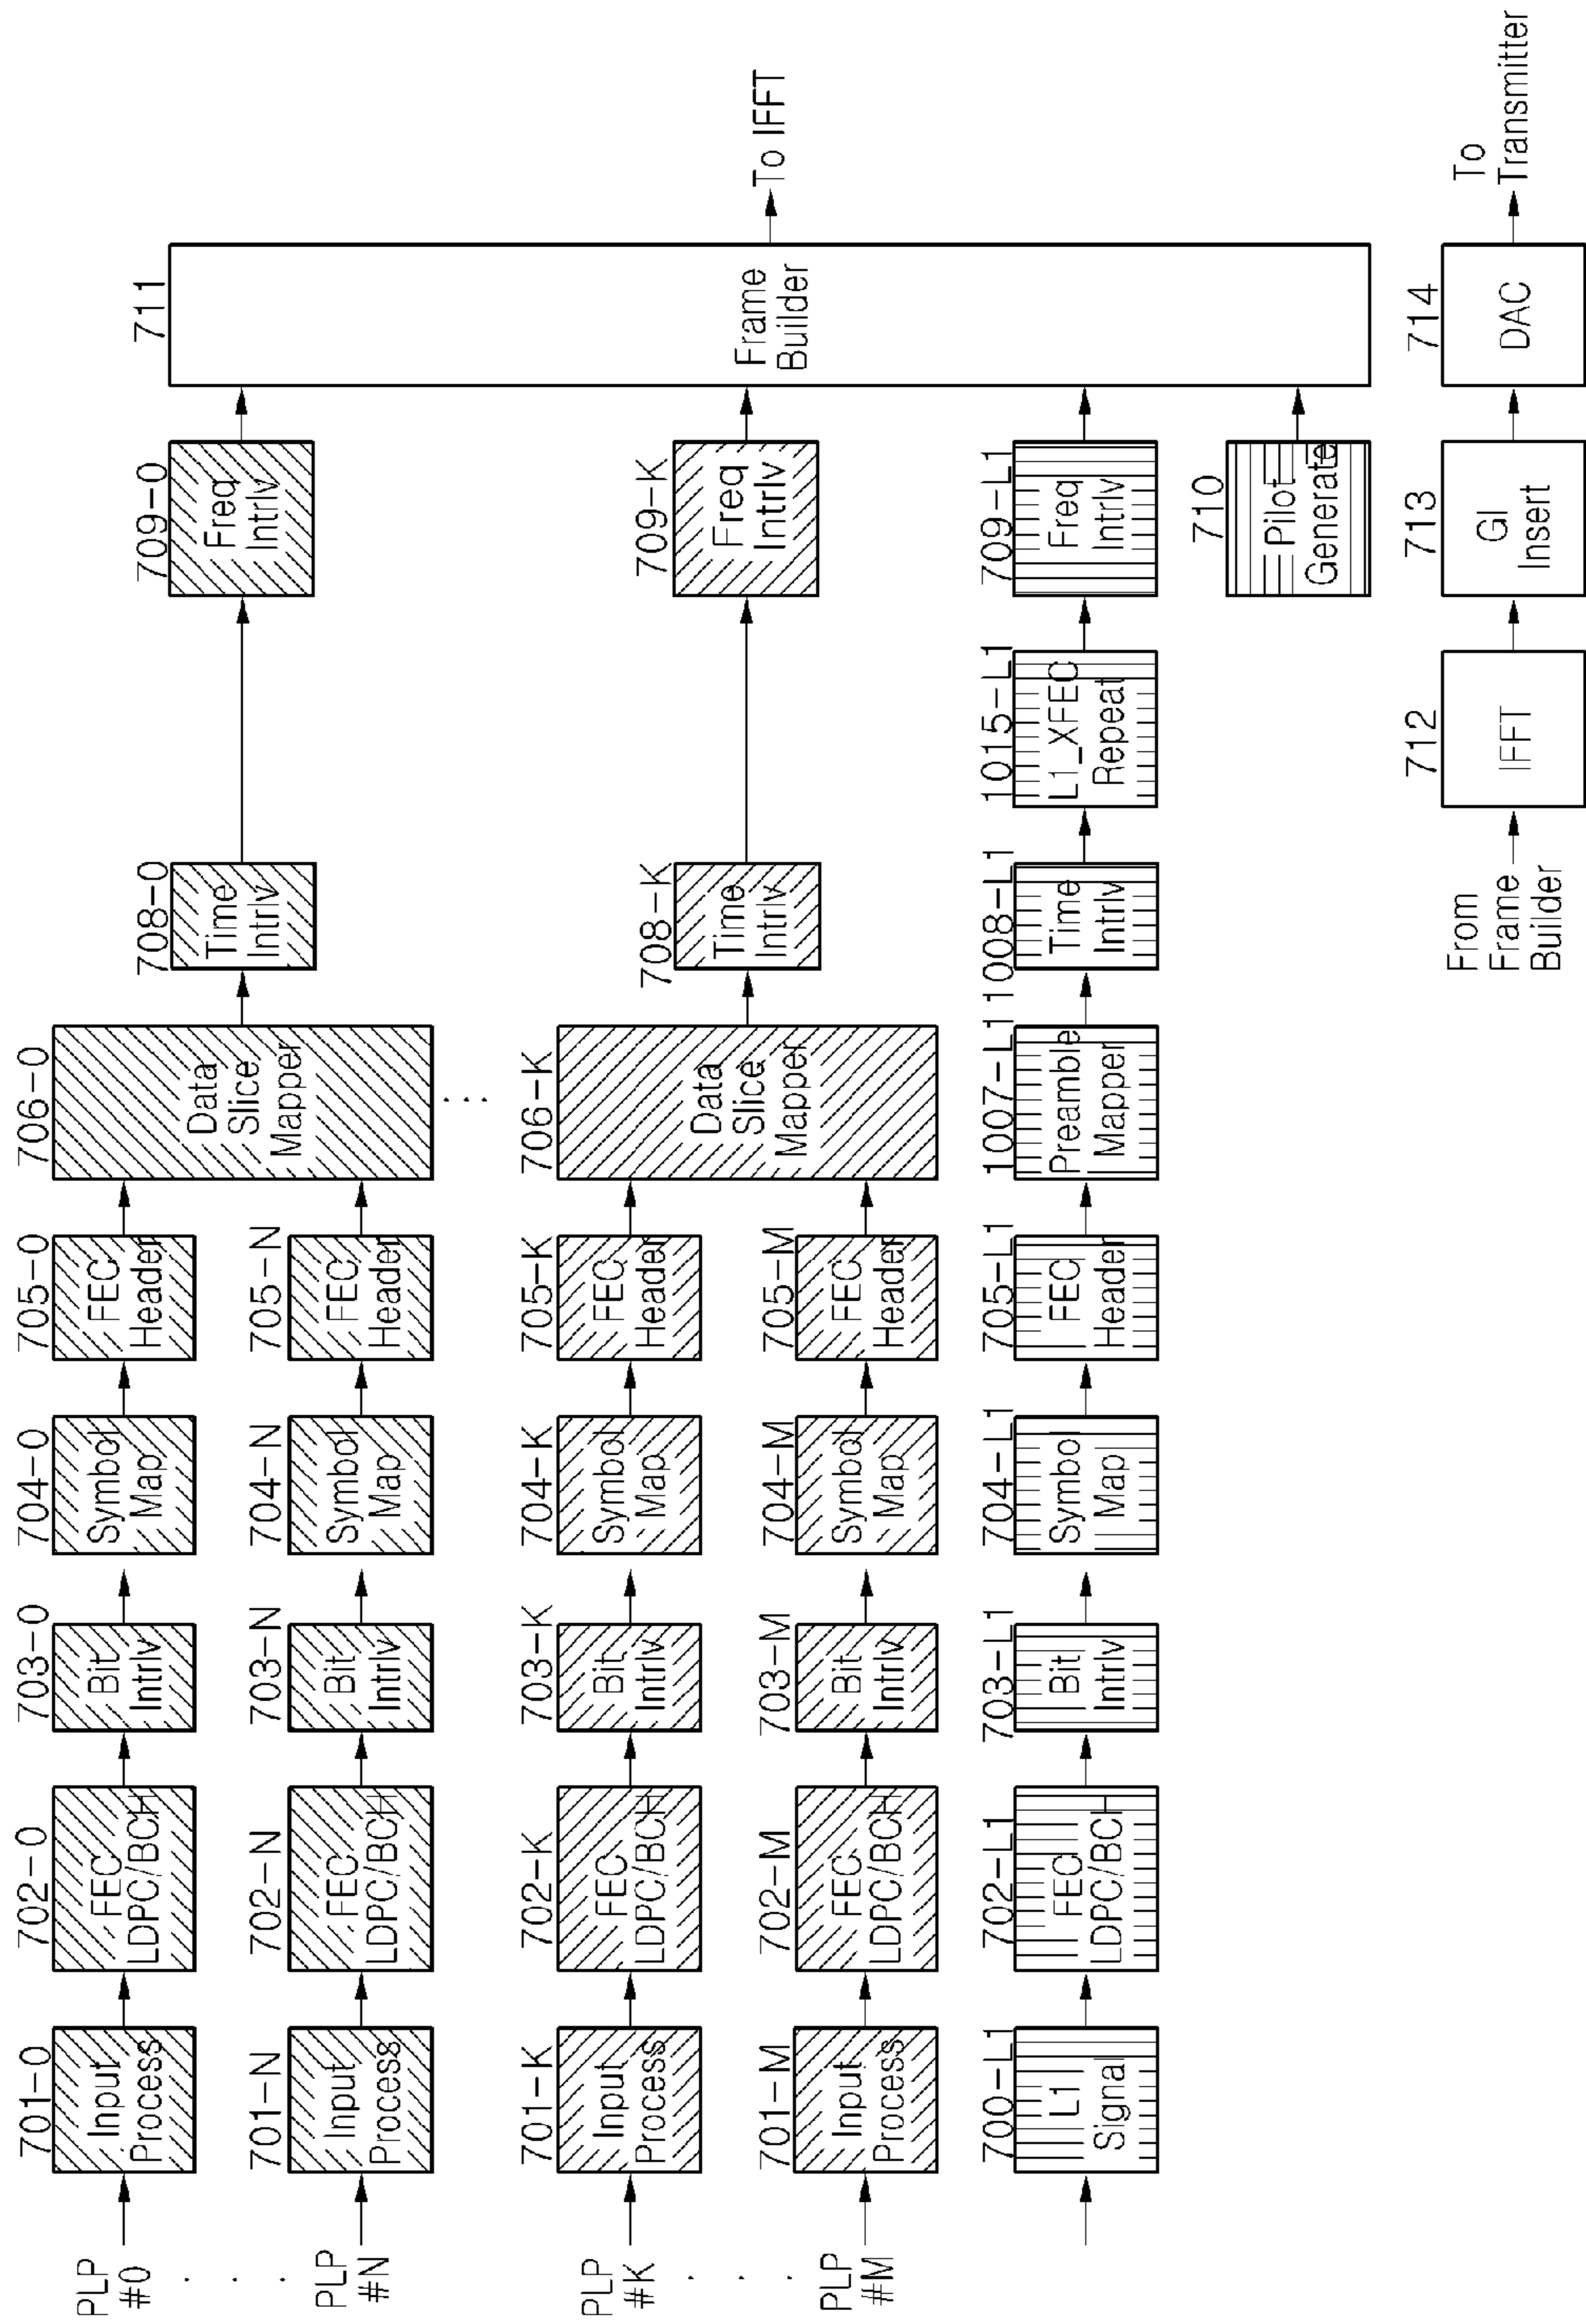 PLP
#0
701-0
Input
Process
702-0
FEC
LDPC/BCH
703-0
Bit
Intrlv
704-0
Symbol
Map
705-0
FEC
Header
706-0
Data
Slice
Mapper
708-0
Time
Intrlv
709-0
Freq
Intrlv
711
Frame
Builder
To IFFT
. . .
PLP
#N
701-N
Input
Process
702-N
FEC
LDPC/BCH
703-N
Bit
Intrlv
704-N
Symbol
Map
705-N
FEC
Header
. . .
PLP
#K
701-K
Input
Process
702-K
FEC
LDPC/BCH
703-K
Bit
Intrlv
704-K
Symbol
Map
705-K
FEC
Header
706-K
Data
Slice
Mapper
708-K
Time
Intrlv
709-K
Freq
Intrlv
. . .
PLP
#M
701-M
Input
Process
702-M
FEC
LDPC/BCH
703-M
Bit
Intrlv
704-M
Symbol
Map
705-M
FEC
Header
700-L1
L1
Signal
702-L1
FEC
LDPC/BCH
703-L1
Bit
Intrlv
704-L1
Symbol
Map
705-L1
FEC
Header
1007-L1
Preamble
Mapper
1008-L1
Time
Intrlv
1015-L1
L1_XFEC
Repeat
709-L1
Freq
Intrlv
710
Pilot
Generate
From
Frame
Builder
712
IFFT
713
GI
Insert
714
DAC
To
Transmitter